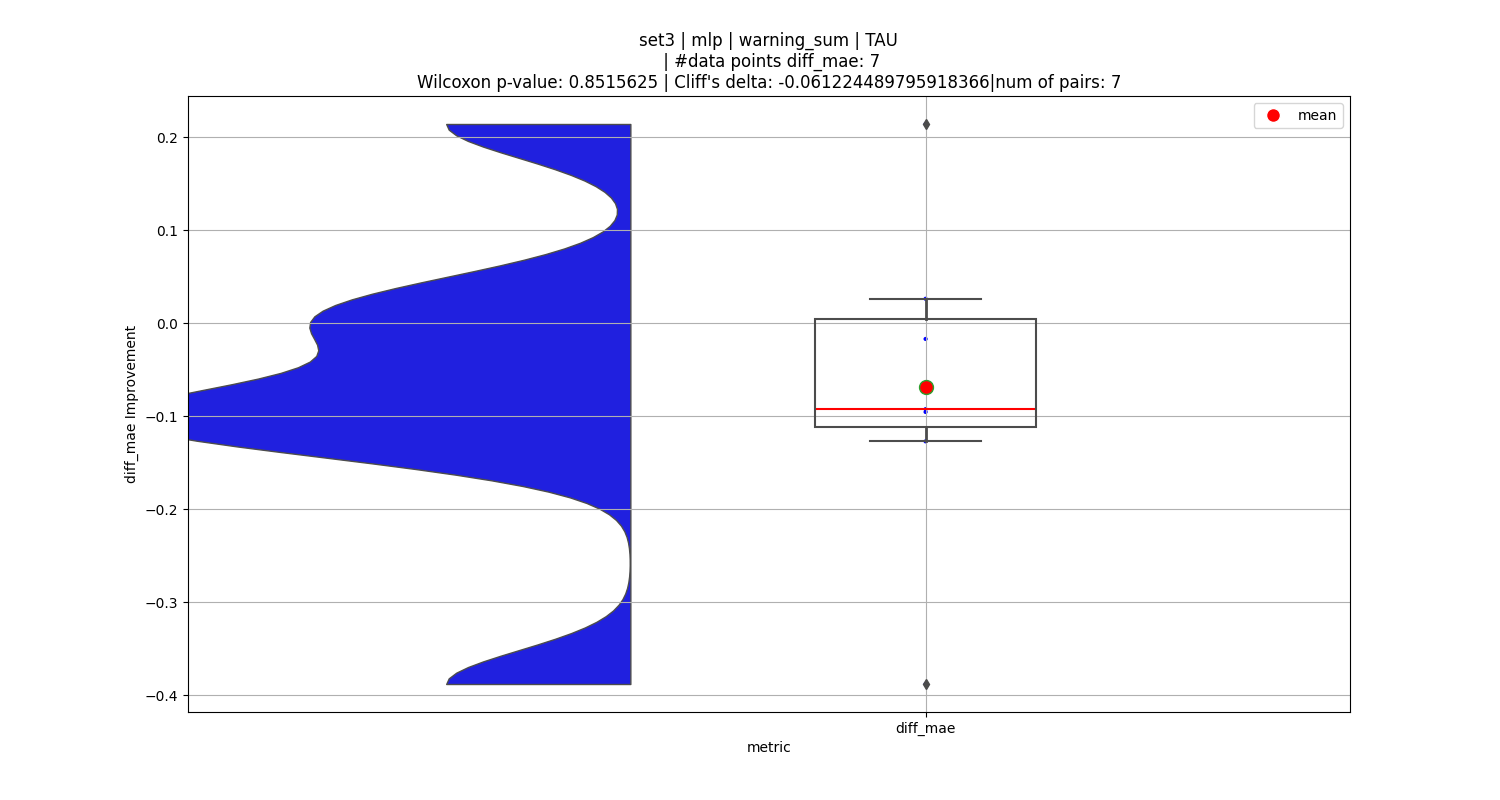 set3 | mlp | warning_sum | TAU
| #data points diff_mae: 7
Wilcoxon p-value: 0.8515625 | Cliff's delta: -0.061224489795918366|num of pairs: 7
mean
0.2
0.1
0.0
−0.1
−0.2
−0.3
−0.4
diff_mae Improvement
diff_mae
metric